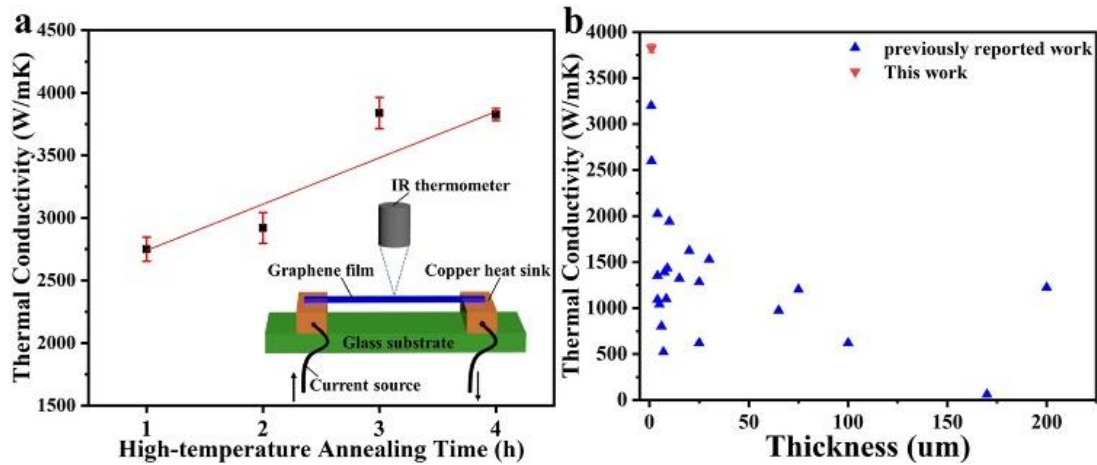 a
Thermal Conductivity (W/mK)
4500
4000
3500
3000
2500
2000
1500
1
2
3
4
High-temperature Annealing Time (h)
IR thermometer
Graphene film
Copper heat sink
Glass substrate
Current source
b
Thermal Conductivity (W/mK)
4000
3500
3000
2500
2000
1500
1000
500
0
0
50
100
150
200
Thickness (um)
previously reported work
This work